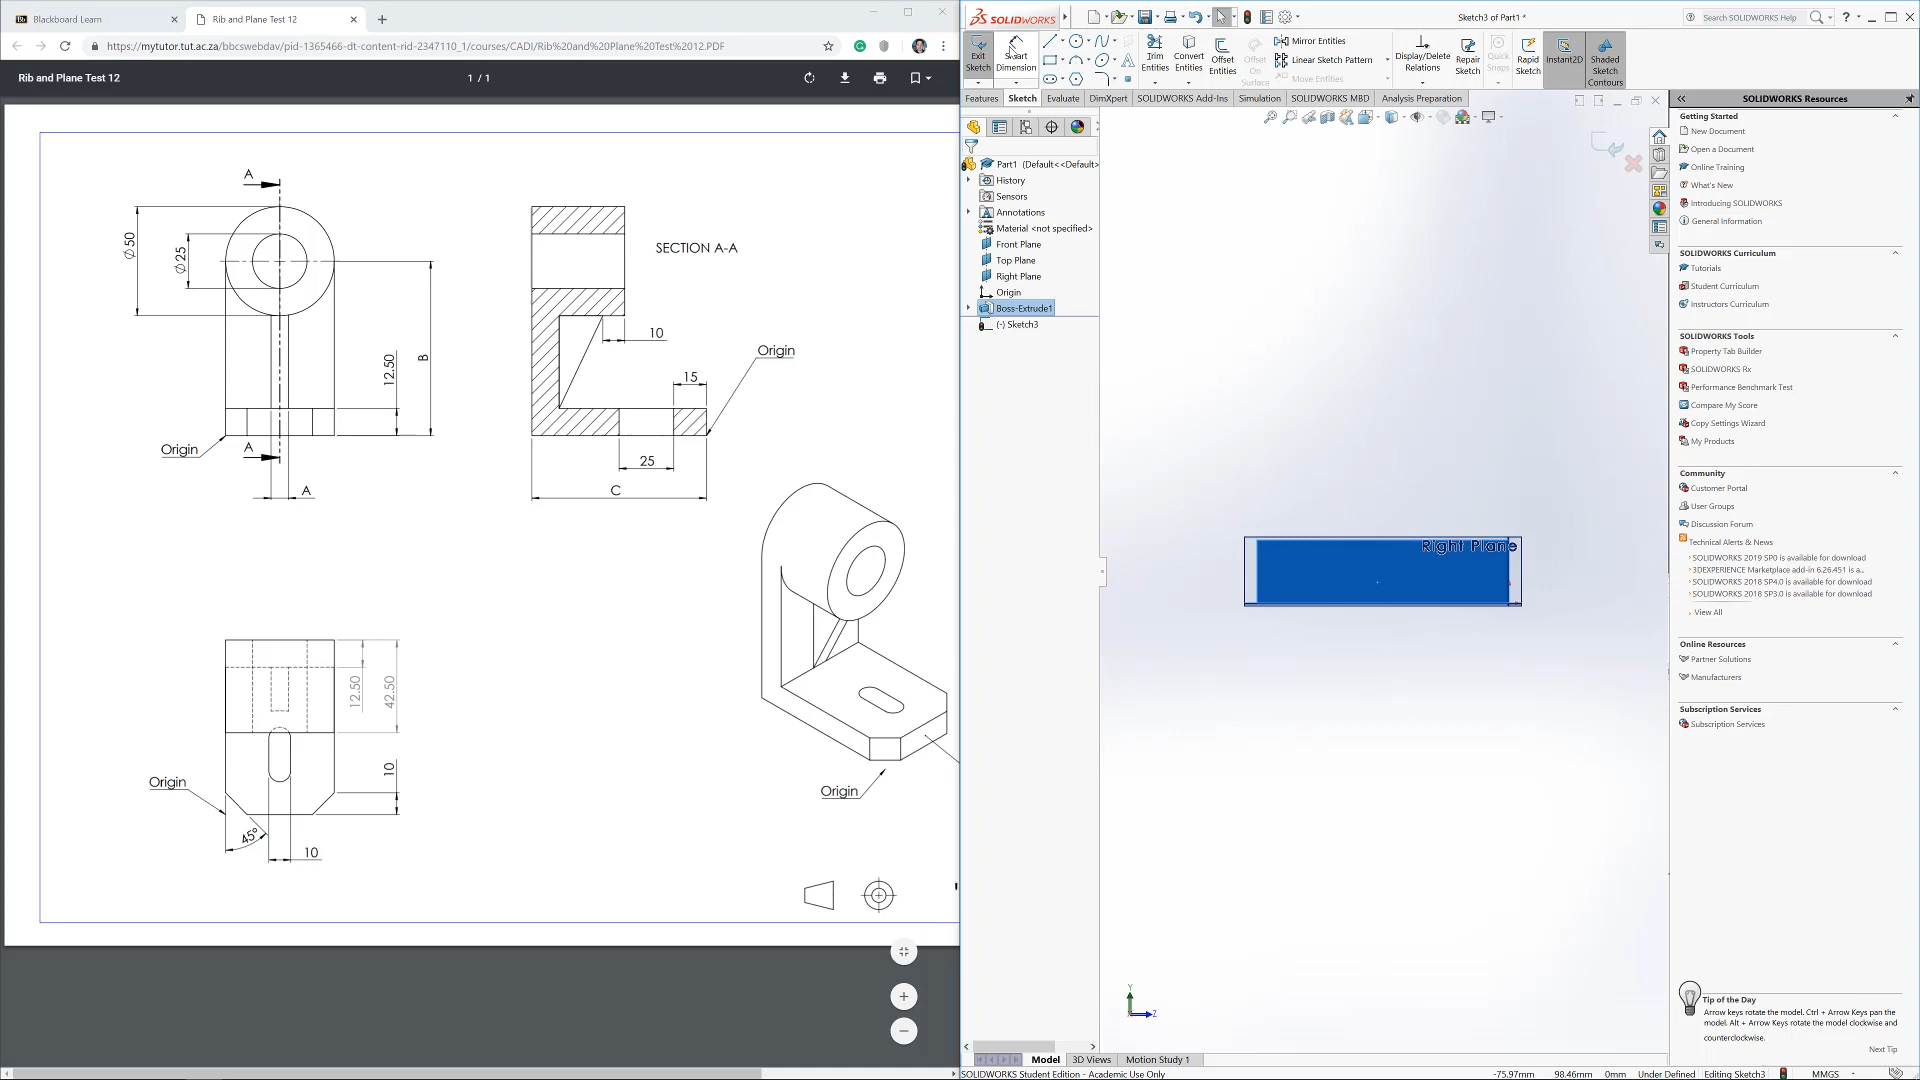 Blackboard Learn
Rib and Plane Test 12
https://mytutor.tut.ac.za/bbcswebdav/pid-1365466-dt-content-rid-2347110_1/courses/CADI/Rib%20and%20Plane%20Test%2012.PDF
Rib and Plane Test 12
1 / 1
A
Ø50
Ø25
12.50
B
Origin
A
A
SECTION A-A
10
Origin
15
25
C
12.50
42.50
10
Origin
45°
10
Origin
SOLIDWORKS
Sketch3 of Part1 *
Search SOLIDWORKS Help
Exit Sketch
Smart Dimension
Trim Entities
Convert Entities
Offset Entities
Offset On Surface
Mirror Entities
Linear Sketch Pattern
Move Entities
Display/Delete Relations
Repair Sketch
Quick Snaps
Rapid Sketch
Instant2D
Shaded Sketch Contours
Features
Sketch
Evaluate
DimXpert
SOLIDWORKS Add-Ins
Simulation
SOLIDWORKS MBD
Analysis Preparation
Part1 (Default<<Default>
History
Sensors
Annotations
Material <not specified>
Front Plane
Top Plane
Right Plane
Origin
Boss-Extrude1
(-) Sketch3
Right Plane
Y
Z
SOLIDWORKS Resources
Getting Started
New Document
Open a Document
Online Training
What's New
Introducing SOLIDWORKS
General Information
SOLIDWORKS Curriculum
Tutorials
Student Curriculum
Instructors Curriculum
SOLIDWORKS Tools
Property Tab Builder
SOLIDWORKS Rx
Performance Benchmark Test
Compare My Score
Copy Settings Wizard
My Products
Community
Customer Portal
User Groups
Discussion Forum
Technical Alerts & News
SOLIDWORKS 2019 SP0 is available for download
3DEXPERIENCE Marketplace add-in 6.26.451 is a...
SOLIDWORKS 2018 SP4.0 is available for download
SOLIDWORKS 2018 SP3.0 is available for download
View All
Online Resources
Partner Solutions
Manufacturers
Subscription Services
Subscription Services
Tip of the Day
Arrow keys rotate the model. Ctrl + Arrow Keys pan the
model. Alt + Arrow Keys rotate the model clockwise and
counterclockwise.
Next Tip
Model
3D Views
Motion Study 1
SOLIDWORKS Student Edition - Academic Use Only
-75.97mm
98.46mm
0mm
Under Defined
Editing Sketch3
MMGS